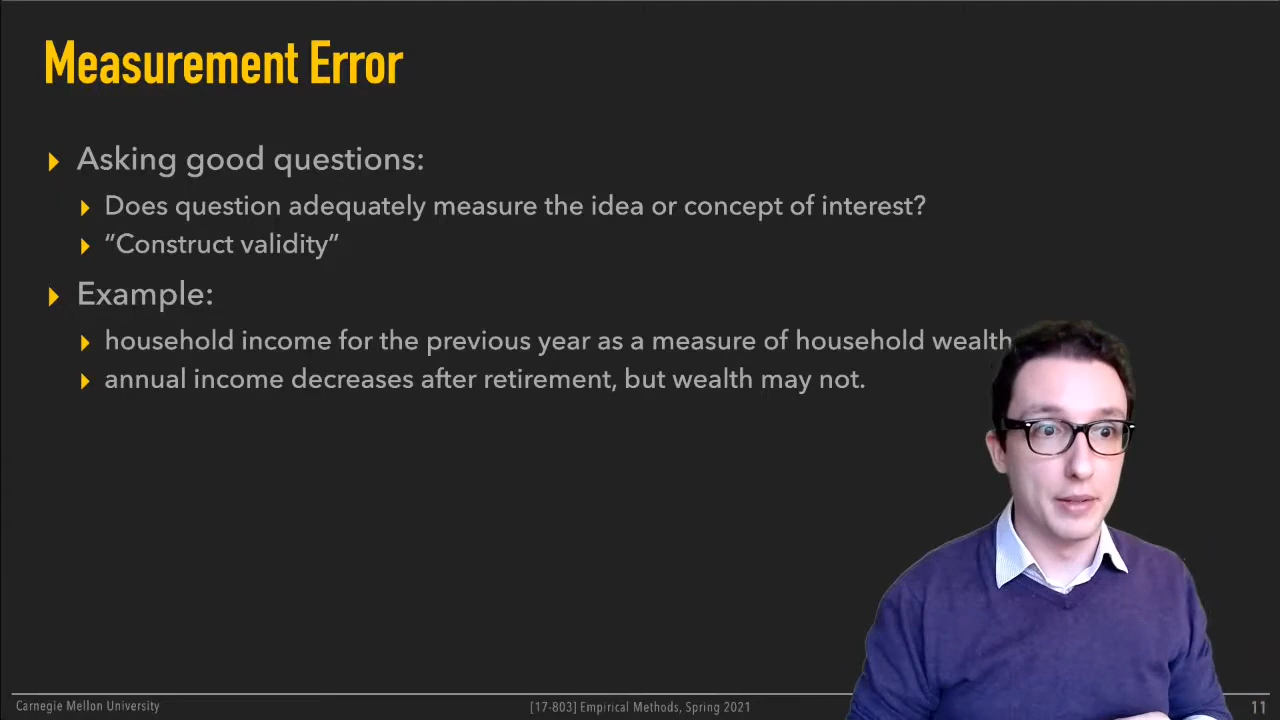 Measurement Error
Asking good questions:
Does question adequately measure the idea or concept of interest?
“Construct validity”
Example:
household income for the previous year as a measure of household wealth
annual income decreases after retirement, but wealth may not.
Carnegie Mellon University
[17-803] Empirical Methods, Spring 2021
11